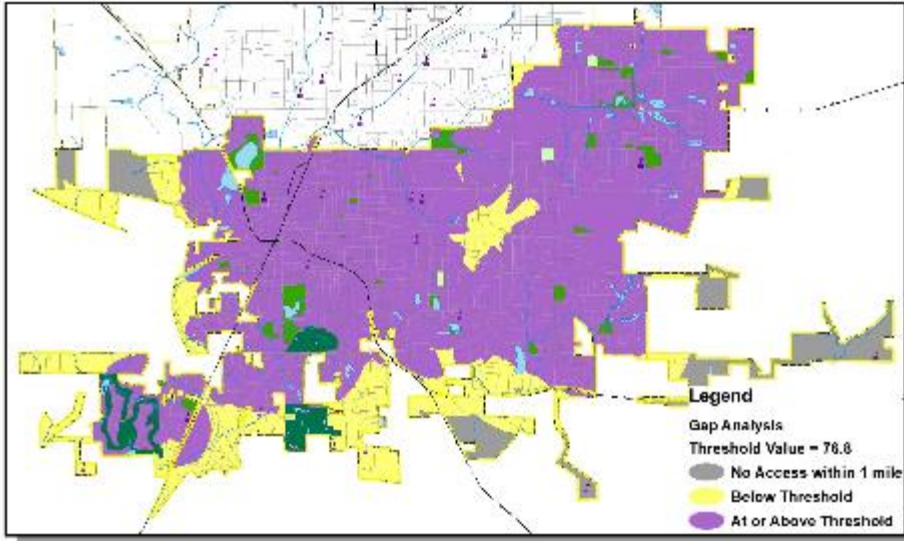 Legend
Gap Analysis
Threshold Value = 76.8
No Access within 1 mile
Below Threshold
At or Above Threshold